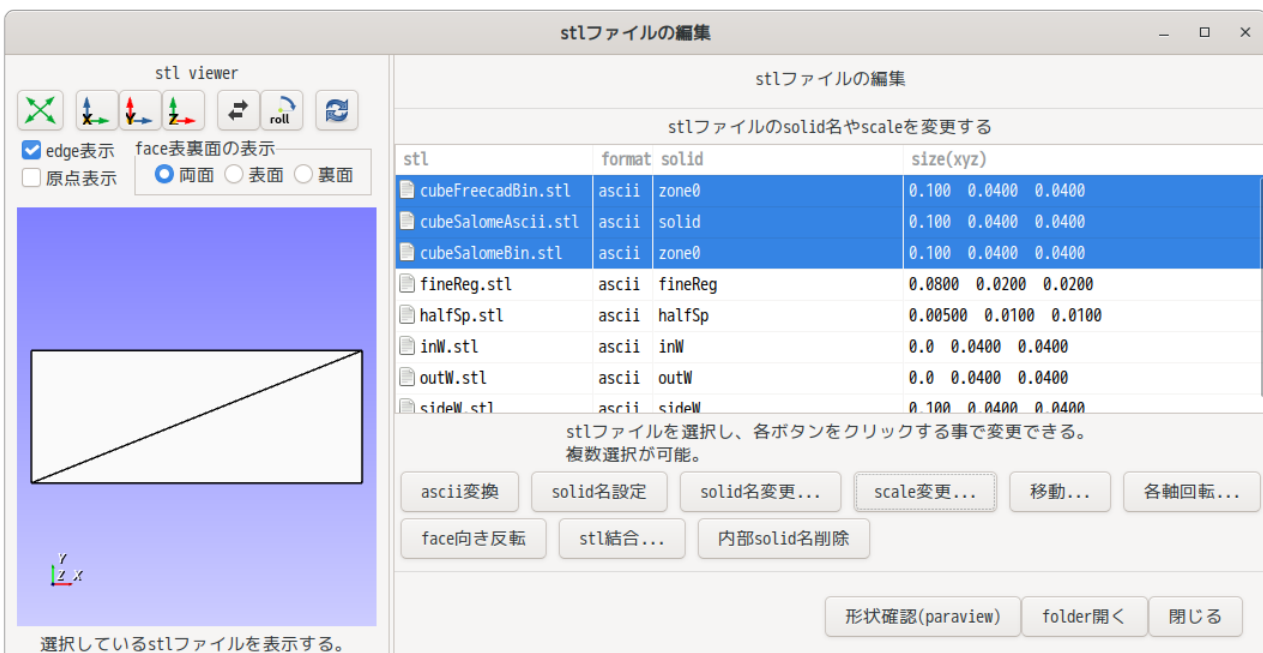 stlファイルの編集
stl viewer
X Y Z roll
edge表示 face表裏面の表示
原点表示 両面 表面 裏面
Y
Z X
選択しているstlファイルを表示する。
stlファイルの編集
stlファイルのsolid名やscaleを変更する
stl format solid size(xyz)
cubeFreecadBin.stl ascii zone0 0.100 0.0400 0.0400
cubeSalomeAscii.stl ascii solid 0.100 0.0400 0.0400
cubeSalomeBin.stl ascii zone0 0.100 0.0400 0.0400
fineReg.stl ascii fineReg 0.0800 0.0200 0.0200
halfSp.stl ascii halfSp 0.00500 0.0100 0.0100
inW.stl ascii inW 0.0 0.0400 0.0400
outW.stl ascii outW 0.0 0.0400 0.0400
sideW.stl ascii sideW 0.100 0.0400 0.0400
stlファイルを選択し、各ボタンをクリックする事で変更できる。
複数選択が可能。
ascii変換 solid名設定 solid名変更... scale変更... 移動... 各軸回転...
face向き反転 stl結合... 内部solid名削除
形状確認(paraview) folder開く 閉じる